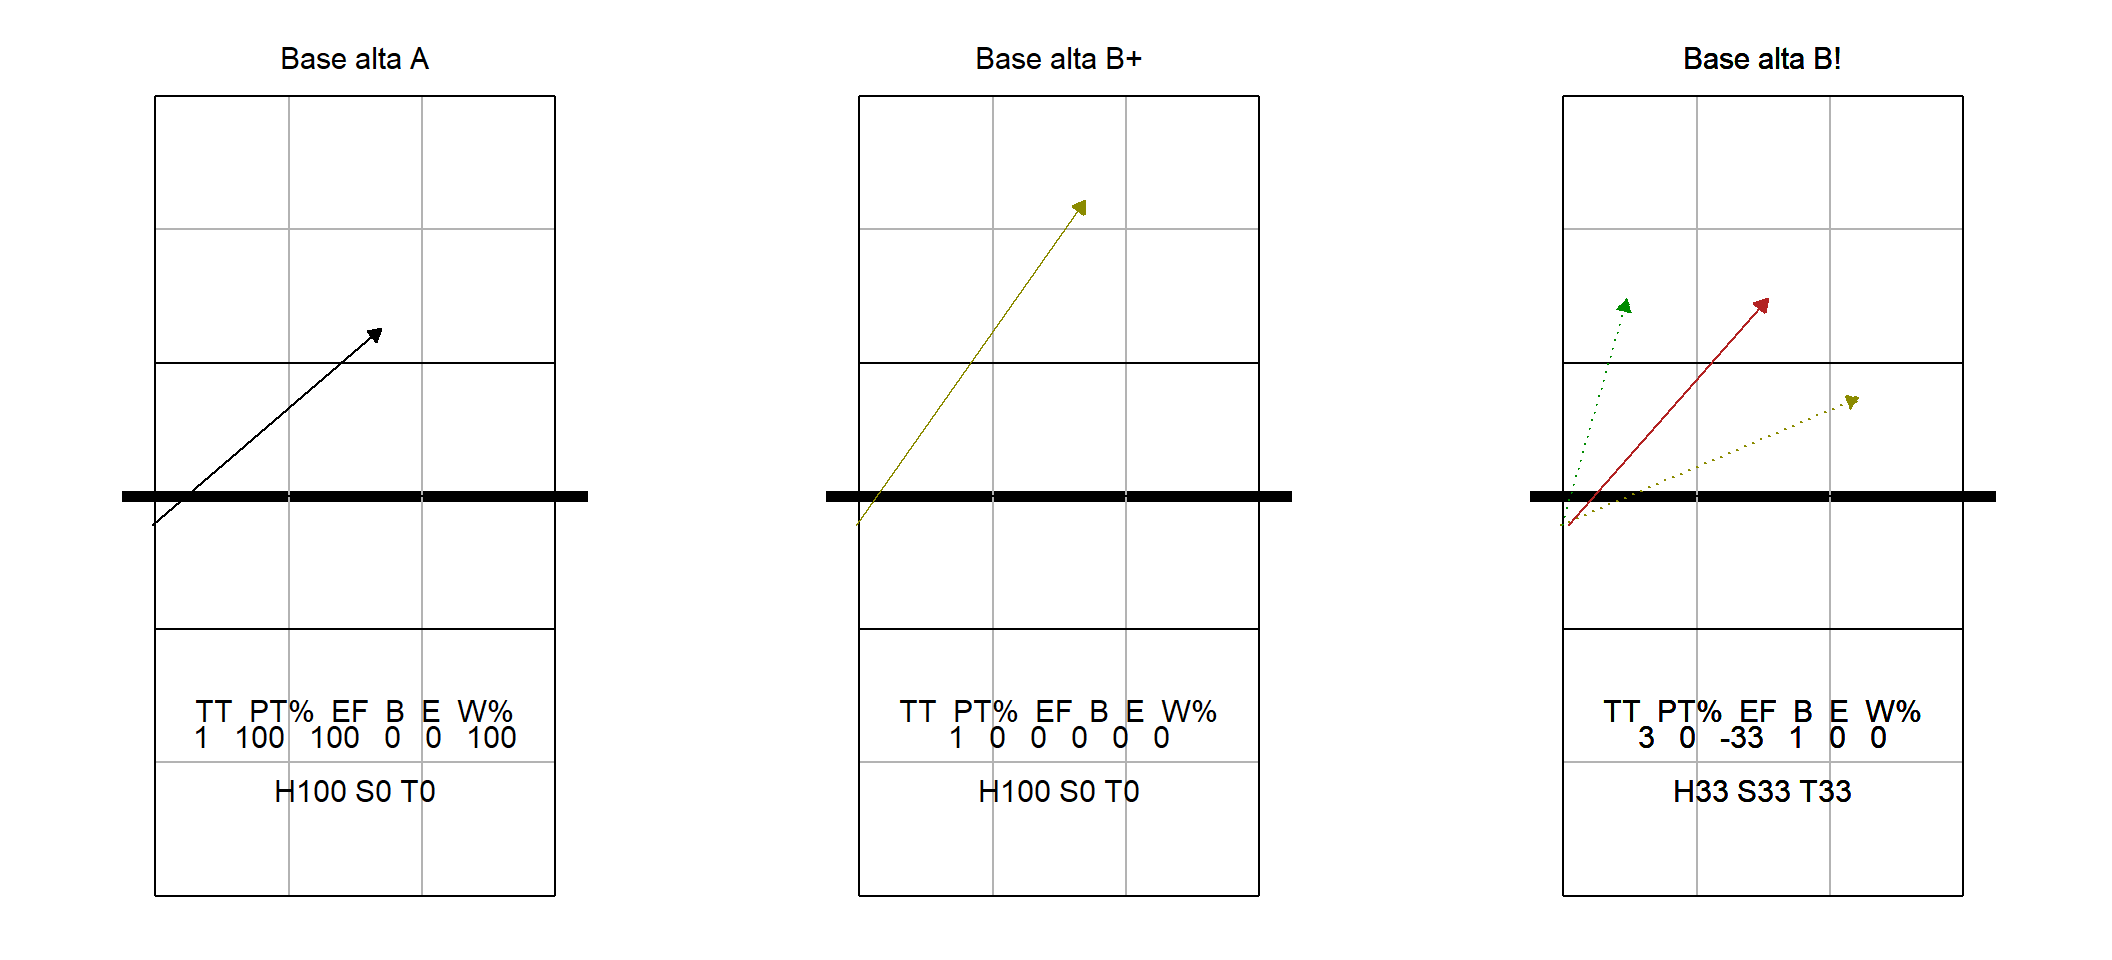 Base alta A
TT PT% EF B E W%
1 100 100 0 0 100
H100 S0 T0
Base alta B+
TT PT% EF B E W%
1 0 0 0 0 0
H100 S0 T0
Base alta B!
TT PT% EF B E W%
3 0 -33 1 0 0
H33 S33 T33